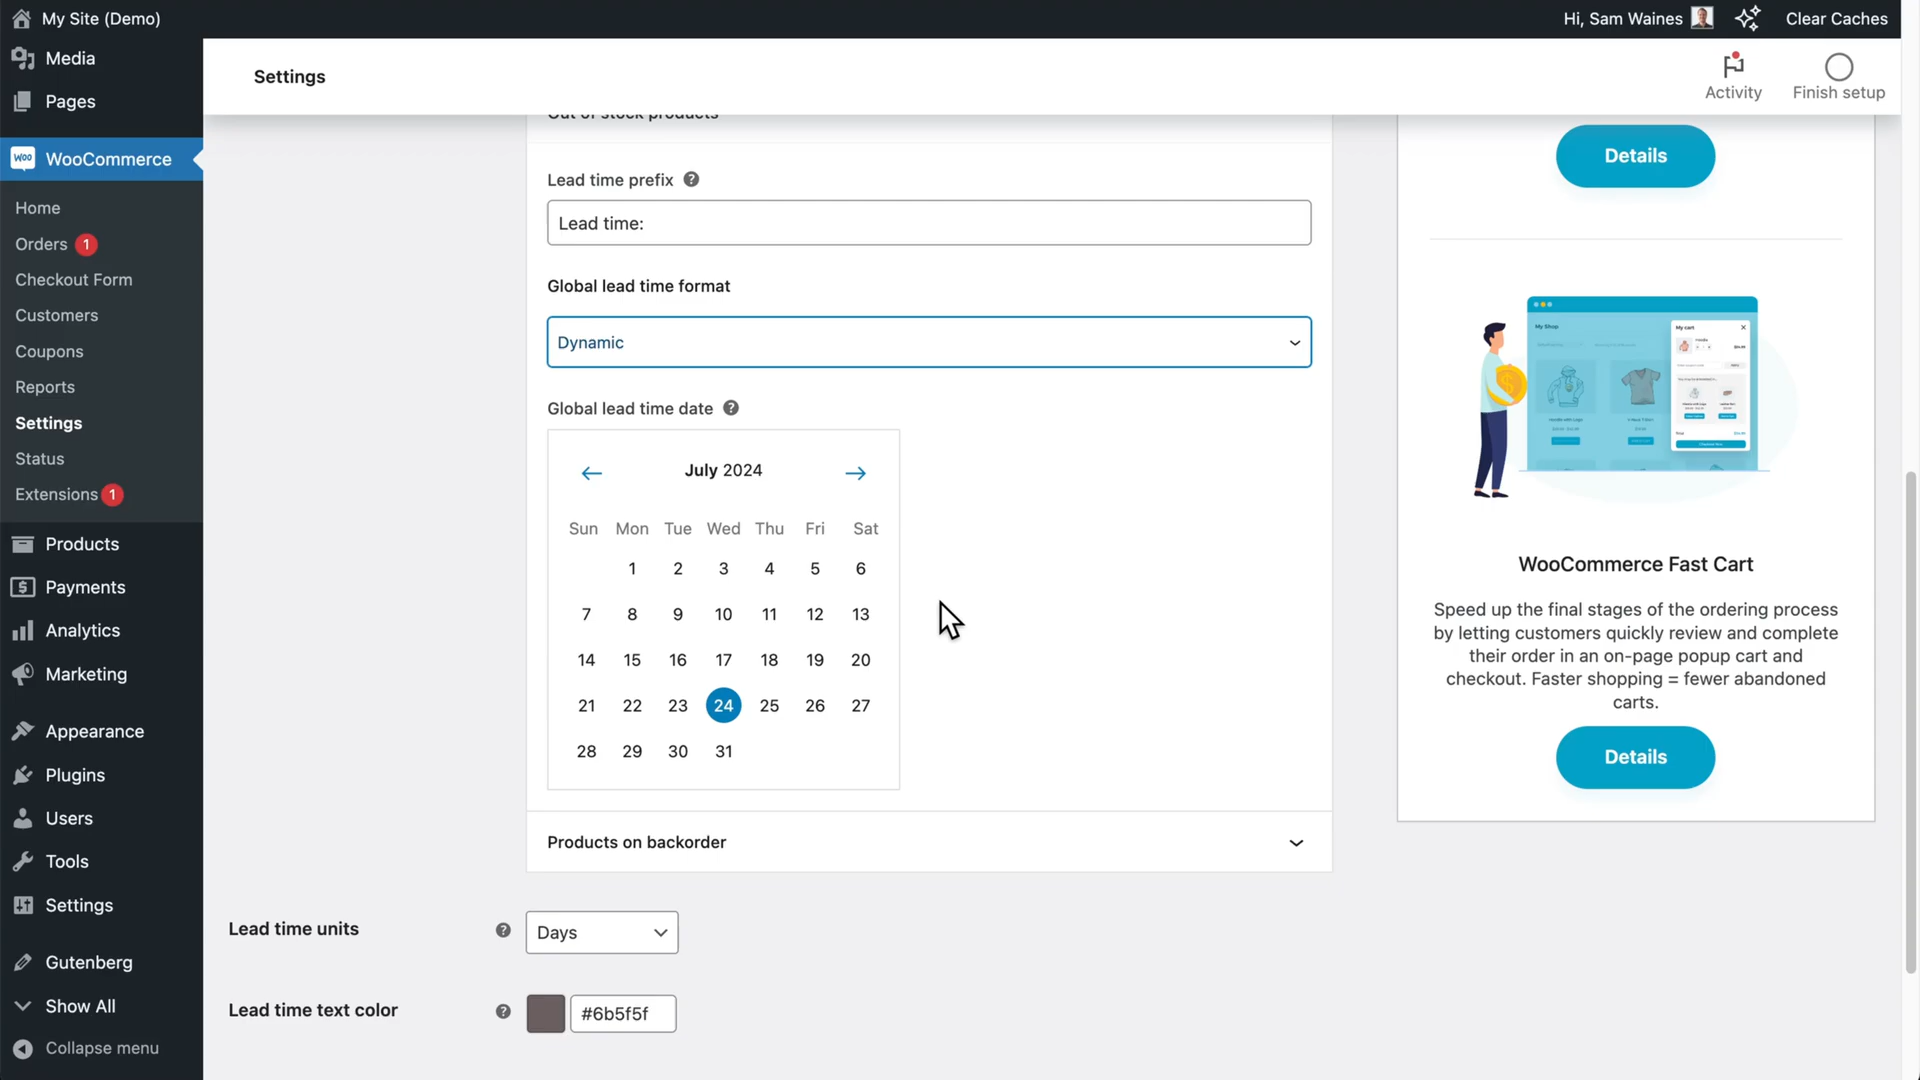 My Site (Demo)
Hi, Sam Waines
Clear Caches
Media
Pages
WOO WooCommerce
Home
Orders 1
Checkout Form
Customers
Coupons
Reports
Settings
Status
Extensions 1
Products
Payments
Analytics
Marketing
Appearance
Plugins
Users
Tools
Settings
Gutenberg
Show All
Collapse menu
Settings
Activity
Finish setup
Out of stock products
Lead time prefix ?
Lead time:
Global lead time format
Dynamic
Global lead time date ?
July 2024
Sun Mon Tue Wed Thu Fri Sat
1 2 3 4 5 6
7 8 9 10 11 12 13
14 15 16 17 18 19 20
21 22 23 24 25 26 27
28 29 30 31
Products on backorder
Lead time units ? Days
Lead time text color ? #6b5f5f
Details
My Shop
My cart
WooCommerce Fast Cart
Speed up the final stages of the ordering process
by letting customers quickly review and complete
their order in an on-page popup cart and
checkout. Faster shopping = fewer abandoned
carts.
Details